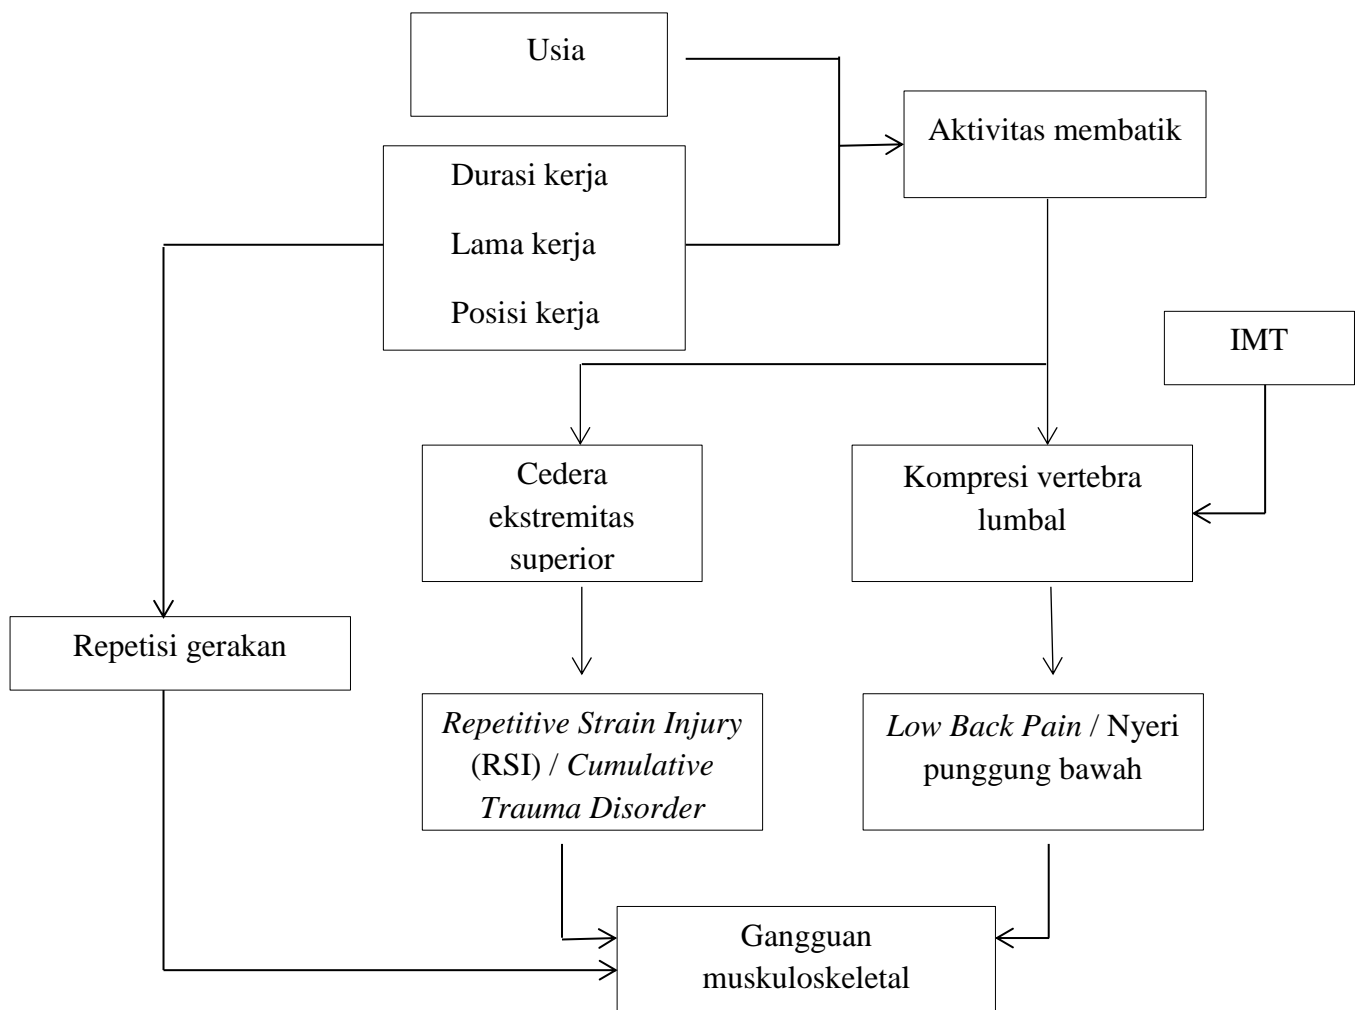 Usia
Aktivitas membatik
Durasi kerja
Lama kerja
Posisi kerja
IMT
Cedera
ekstremitas
superior
Kompresi vertebra
lumbal
Repetisi gerakan
Repetitive Strain Injury
(RSI) / Cumulative
Trauma Disorder
Low Back Pain / Nyeri
punggung bawah
Gangguan
muskuloskeletal